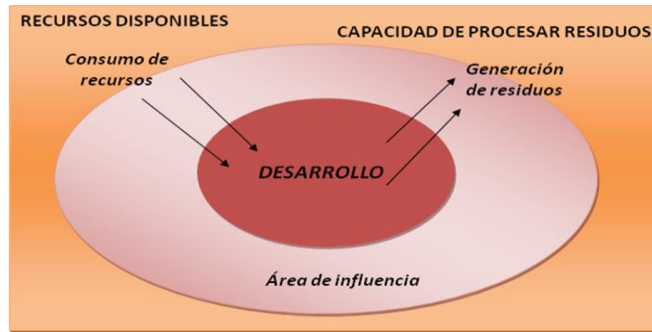 RECURSOS DISPONIBLES
CAPACIDAD DE PROCESAR RESIDUOS
Consumo de
recursos
Generación
de residuos
DESARROLLO
Área de influencia